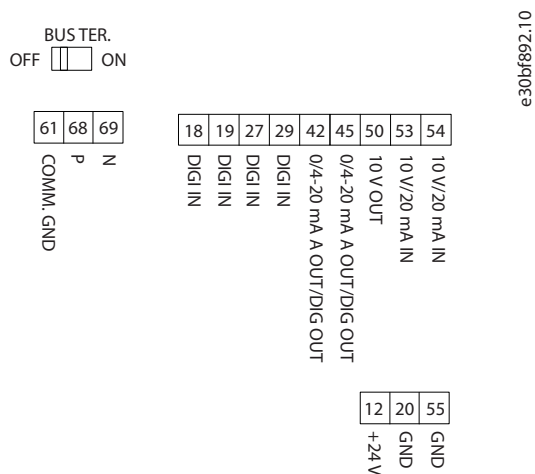 BUS TER.
OFF ON
e30bf892.10
61 68 69
COMM. GND
P
N
18 19 27 29 42 45 50 53 54
DIGI IN
DIGI IN
DIGI IN
DIGI IN
0/4-20 mA A OUT/DIG OUT
0/4-20 mA A OUT/DIG OUT
10 V OUT
10 V/20 mA IN
10 V/20 mA IN
12 20 55
+24 V
GND
GND